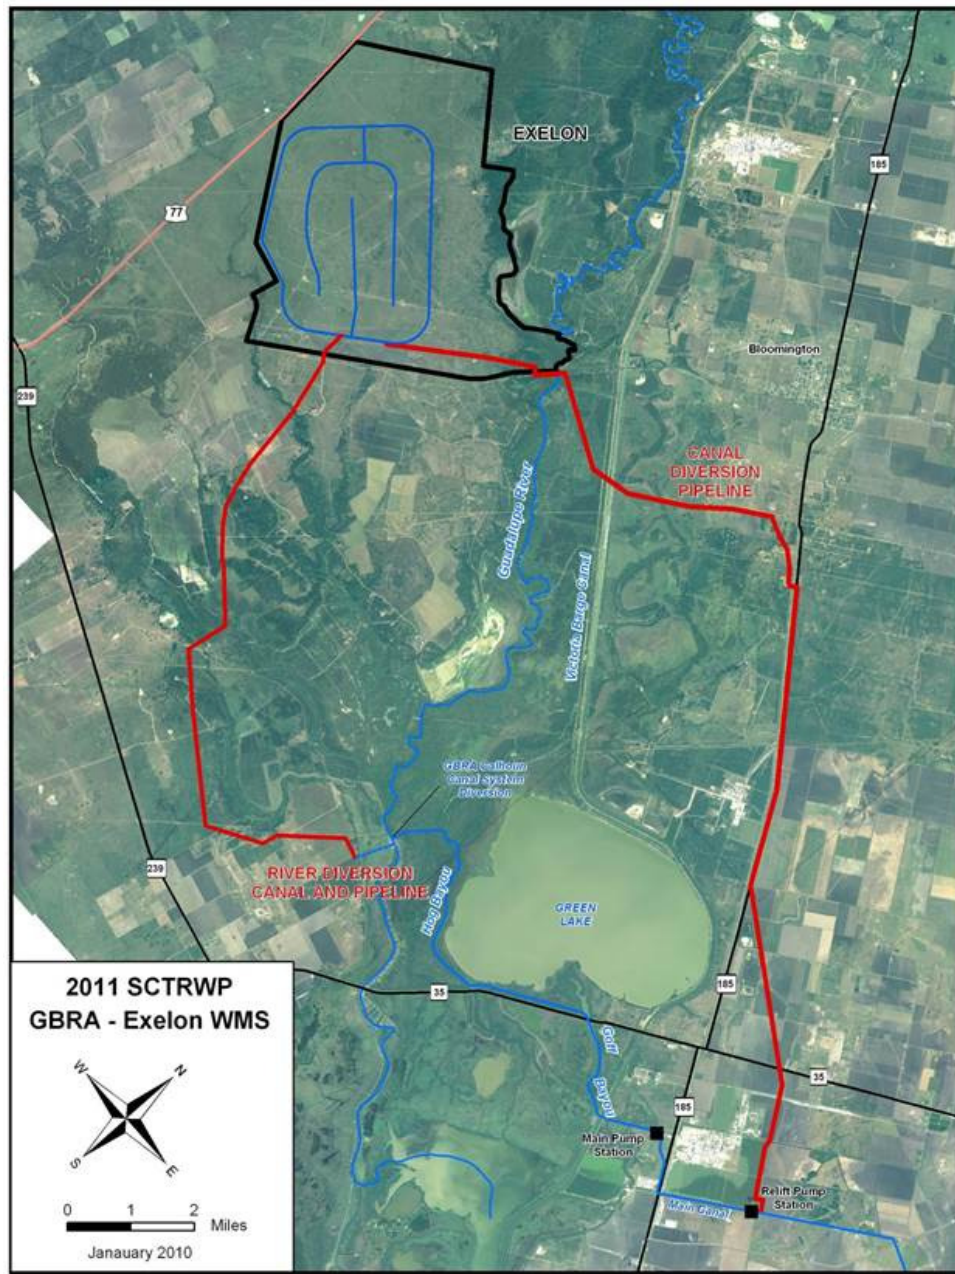 EXELON
185
77
Bloomington
239
CANAL
DIVERSION
PIPELINE
Guadalupe River
Victoria Barge Canal
GBRA Calhoun
Canal System
Diversion
239
RIVER DIVERSION
CANAL AND PIPELINE
Hog Bayou
GREEN
LAKE
35
185
Goff
Bayou
35
185
Main Pump
Station
Relift Pump
Station
Main Canal
2011 SCTRWP
GBRA - Exelon WMS
W
N
S
E
0
1
2
Miles
Janauary 2010